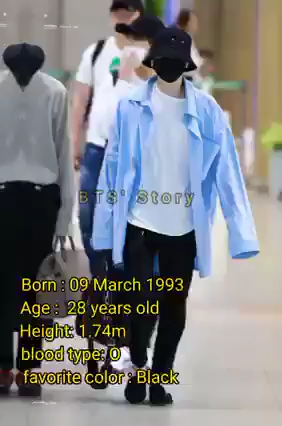 BTS' Story
Born : 09 March 1993
Age : 28 years old
Height: 1,74m
blood type: O
favorite color : Black